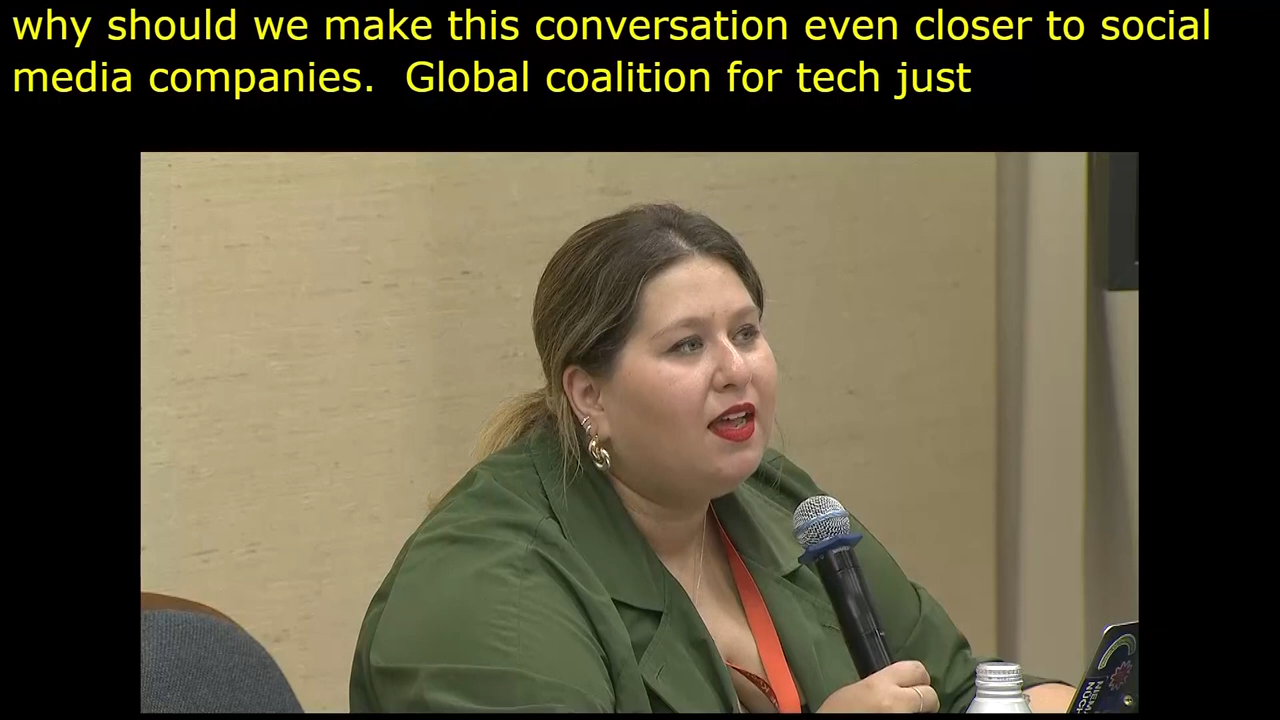 why should we make this conversation even closer to social
media companies.  Global coalition for tech just